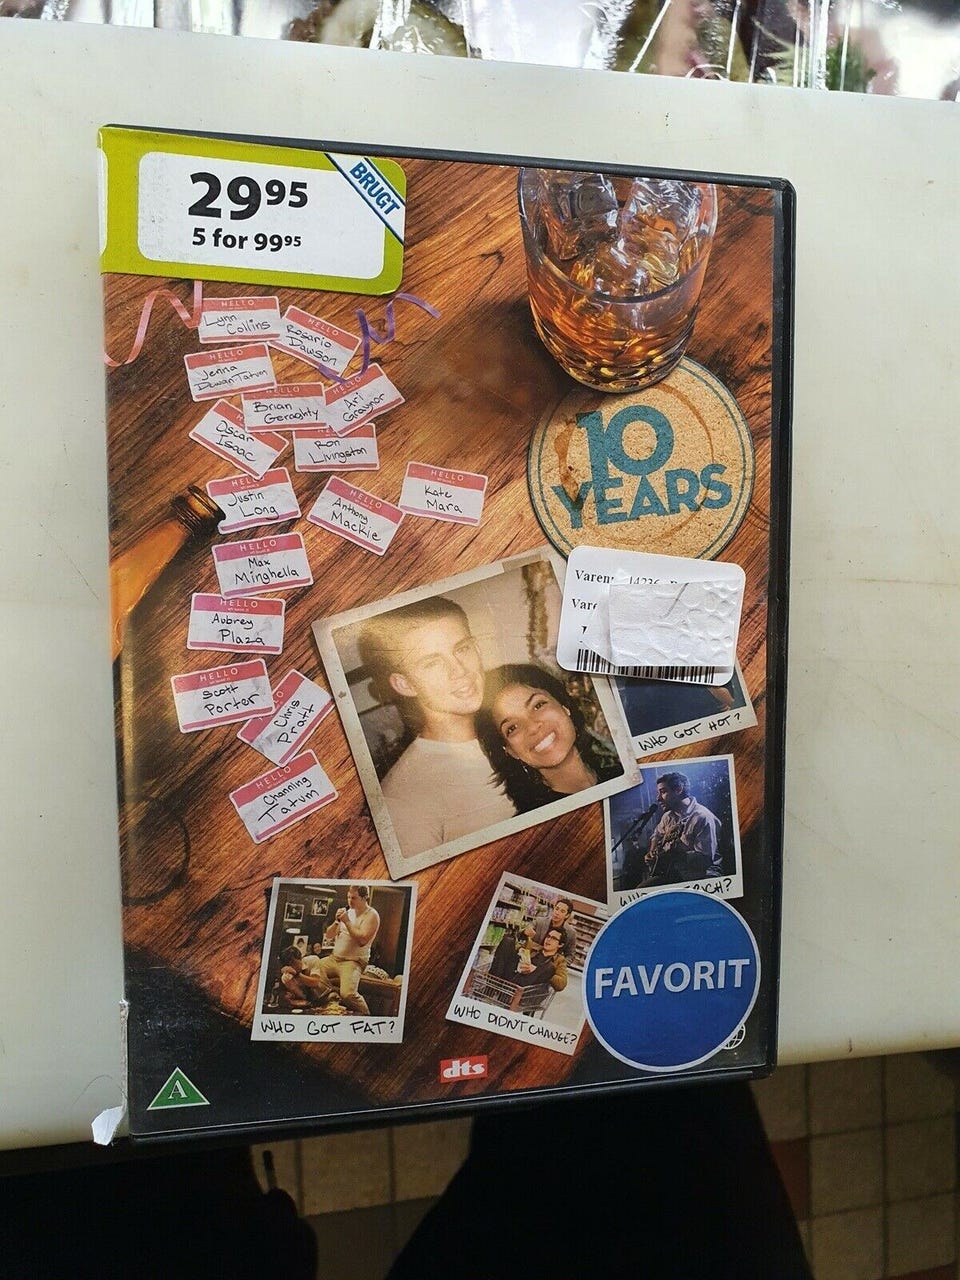 29 95
BRUGT
5 for 99 95
HELLO
Lynn
Collins
HELLO
Rosario
Dawson
HELLO
Jenna
Dewan-Tatum
HELLO
Brian
Geraghty
HELLO
Ari
Graynor
HELLO
Oscar
Isaac
HELLO
Ron
Livingston
HELLO
Justin
Long
HELLO
Anthony
Mackie
HELLO
Kate
Mara
HELLO
Max
Minghella
HELLO
Aubrey
Plaza
HELLO
Scott
Porter
HELLO
Chris
Pratt
HELLO
Channing
Tatum
10
YEARS
WHO GOT HOT?
WHO GOT FAT?
WHO DIDN'T CHANGE?
FAVORIT
dts
A